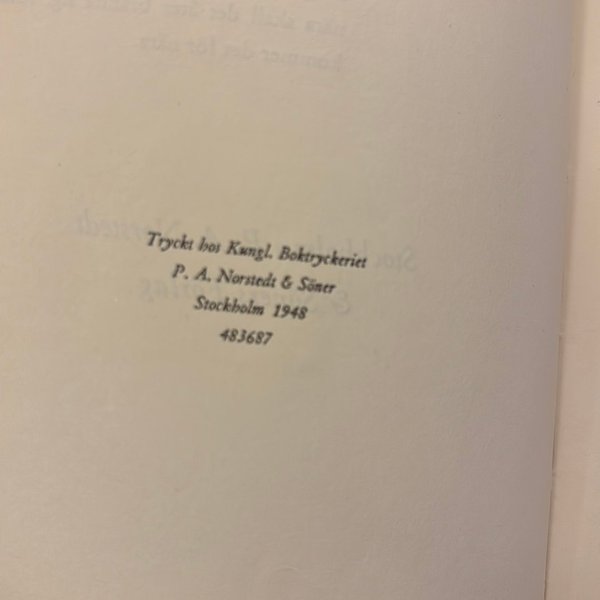 Tryckt hos Kungl. Boktryckeriet
P. A. Norstedt & Söner
Stockholm 1948
483687